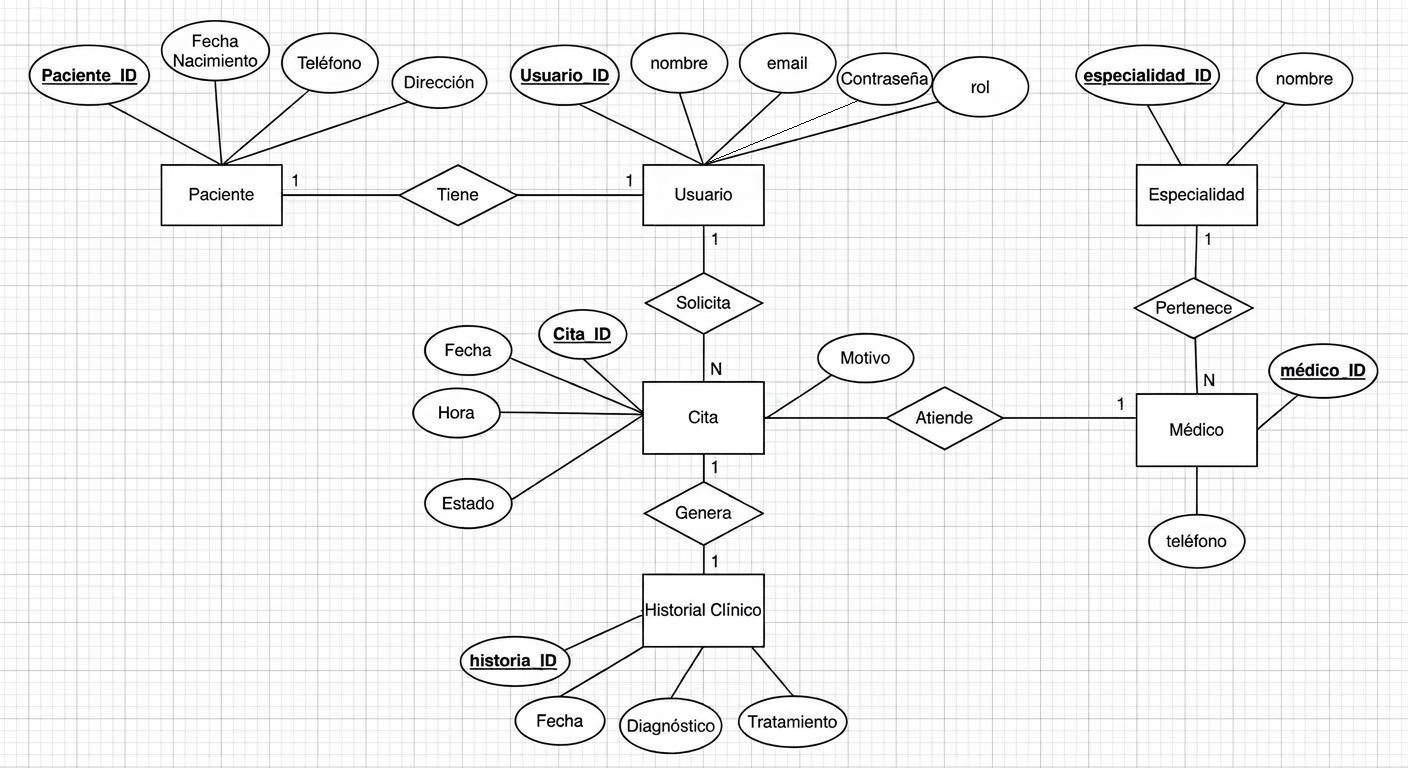 Paciente_ID
Fecha
Nacimiento
Teléfono
Dirección
Usuario_ID
nombre
email
Contraseña
rol
especialidad_ID
nombre
Paciente
1
Tiene
1
Usuario
Especialidad
1
1
Solicita
Pertenece
Fecha
Cita_ID
N
Motivo
N
médico_ID
Hora
Cita
Atiende
1
Médico
Estado
1
Genera
1
teléfono
Historial Clínico
historia_ID
Fecha
Diagnóstico
Tratamiento